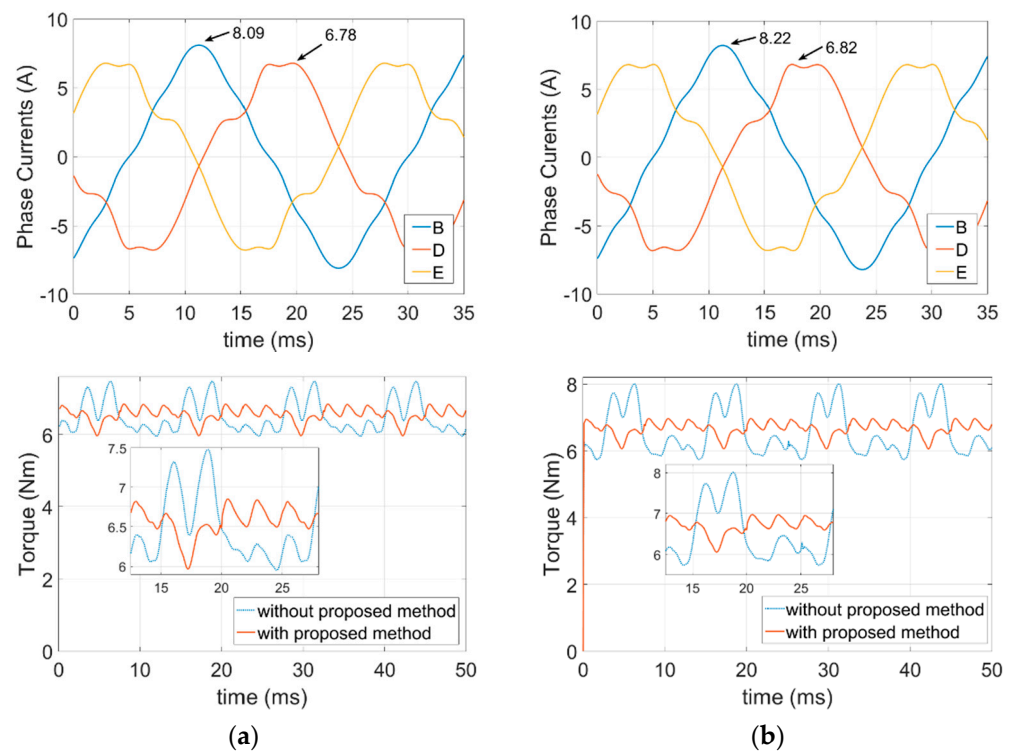 10
5
0
-5
-10
Phase Currents (A)
8.09
6.78
B
D
E
0 5 10 15 20 25 30 35
time (ms)
10
5
0
-5
-10
Phase Curents (A)
8.22
6.82
B
D
E
0 5 10 15 20 25 30 35
time (ms)
6
4
2
0
Torque (Nm)
7.5
7
6.5
6
15 20 25
without proposed method
with proposed method
0 10 20 30 40 50
time (ms)
(a)
8
6
4
2
0
Torque (Nm)
8
7
6
15 20 25
without proposed method
with proposed method
0 10 20 30 40 50
time (ms)
(b)